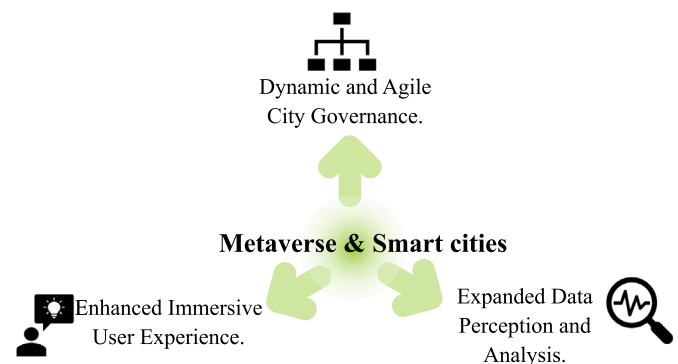 Dynamic and Agile
City Governance.
Metaverse & Smart cities
Enhanced Immersive
User Experience.
Expanded Data
Perception and
Analysis.